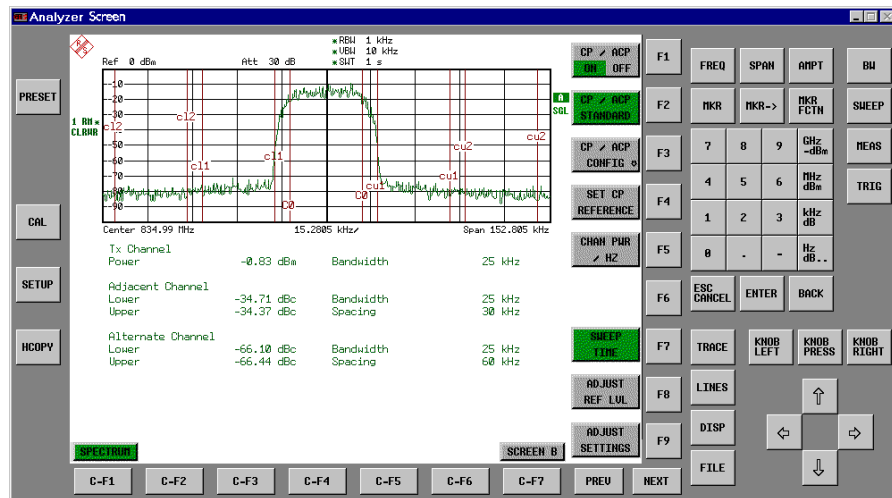 Analyzer Screen
PRESET
CAL
SETUP
HCOPY
R S
Ref 0 dBm Att 30 dB
*RBW 1 kHz
*VBW 10 kHz
*SWT 1 s
1 RM*
CLRWR
A
SGL
-10
-20
-30
-50
-60
-70
-80
-90
cl2
cl2
cl1
cl1
C0
C0
cu1
cu1
cu2
cu2
Center 834.99 MHz 15.2805 kHz/ Span 152.805 kHz
Tx Channel
Power -0.83 dBm Bandwidth 25 kHz
Adjacent Channel
Lower -34.71 dBc Bandwidth 25 kHz
Upper -34.37 dBc Spacing 30 kHz
Alternate Channel
Lower -66.10 dBc Bandwidth 25 kHz
Upper -66.44 dBc Spacing 60 kHz
SPECTRUM
SCREEN B
CP / ACP
ON OFF
CP / ACP
STANDARD
CP / ACP
CONFIG
SET CP
REFERENCE
CHAN PWR
/ HZ
SWEEP
TIME
ADJUST
REF LVL
ADJUST
SETTINGS
F1
F2
F3
F4
F5
F6
F7
F8
F9
C-F1 C-F2 C-F3 C-F4 C-F5 C-F6 C-F7 PREV NEXT
FREQ SPAN AMPT BW
MKR MKR-> MKR FCTN SWEEP
7 8 9 GHz -dBm MEAS
4 5 6 MHz dBm TRIG
1 2 3 kHz dB
0 . - Hz dB..
ESC CANCEL ENTER BACK
TRACE KNOB LEFT KNOB PRESS KNOB RIGHT
LINES
DISP
FILE